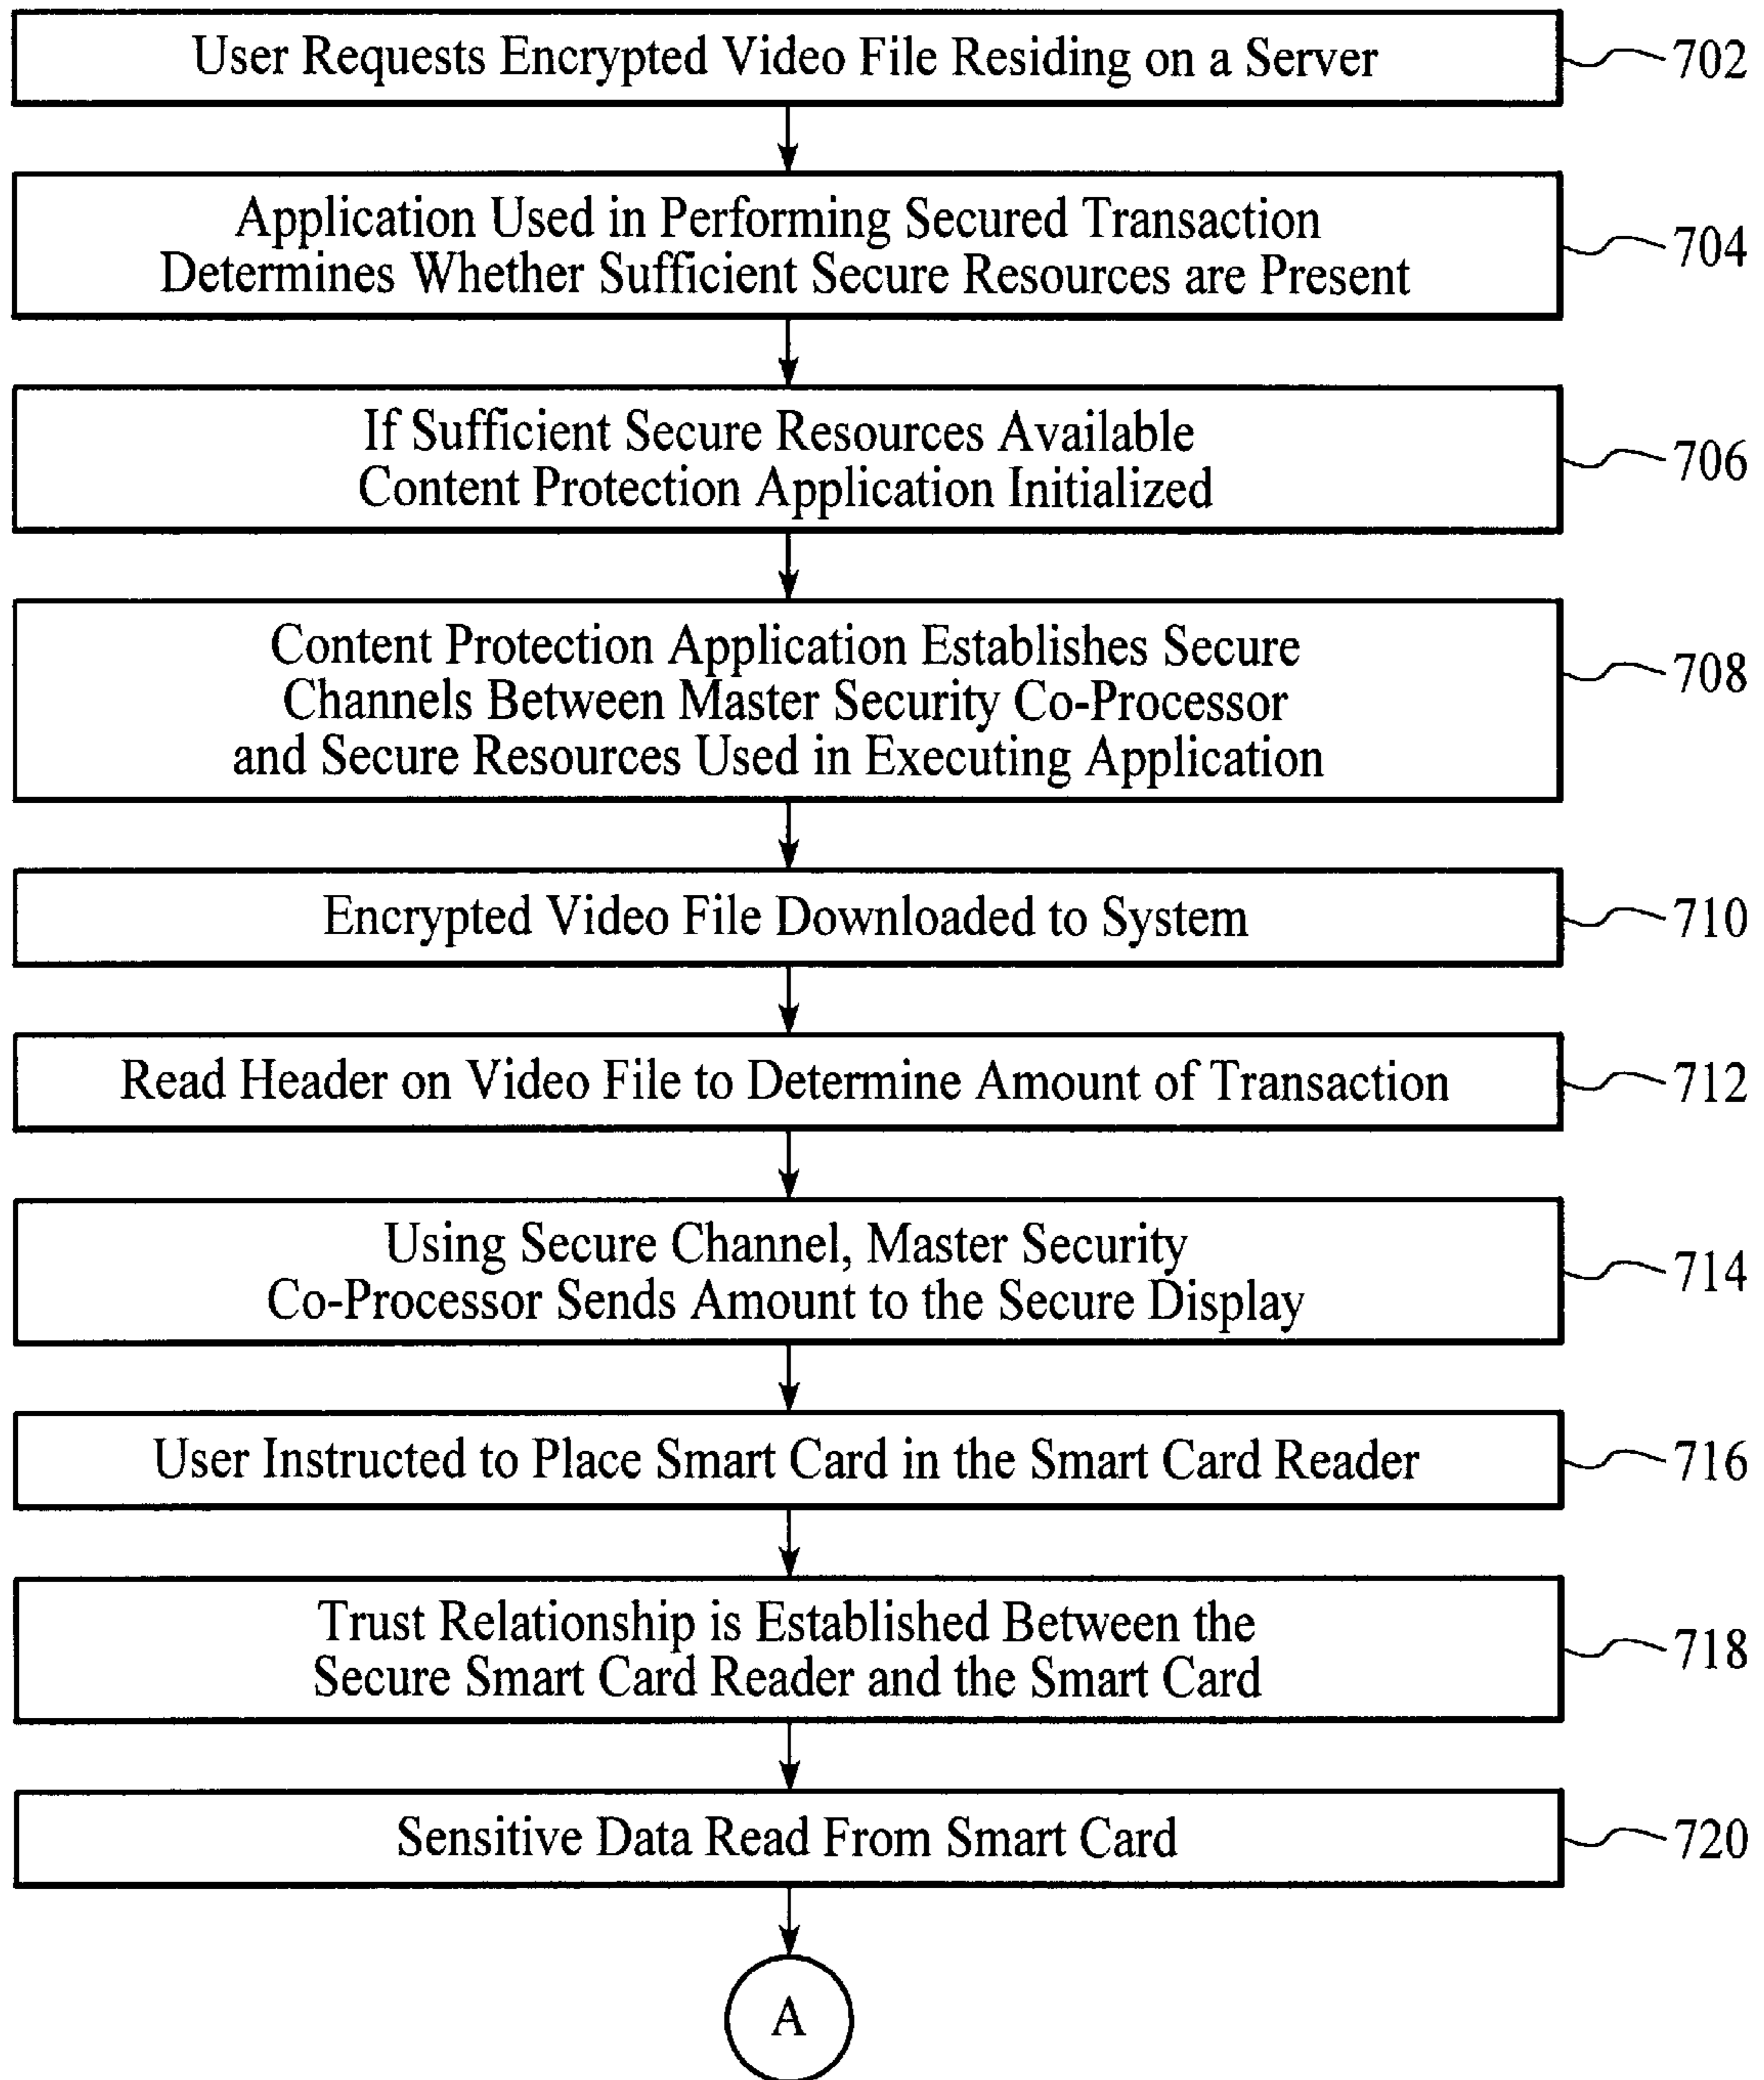 User Requests Encrypted Video File Residing on a Server
702
Application Used in Performing Secured Transaction
Determines Whether Sufficient Secure Resources are Present
704
If Sufficient Secure Resources Available
Content Protection Application Initialized
706
Content Protection Application Establishes Secure
Channels Between Master Security Co-Processor
and Secure Resources Used in Executing Application
708
Encrypted Video File Downloaded to System
710
Read Header on Video File to Determine Amount of Transaction
712
Using Secure Channel, Master Security
Co-Processor Sends Amount to the Secure Display
714
User Instructed to Place Smart Card in the Smart Card Reader
716
Trust Relationship is Established Between the
Secure Smart Card Reader and the Smart Card
718
Sensitive Data Read From Smart Card
720
A